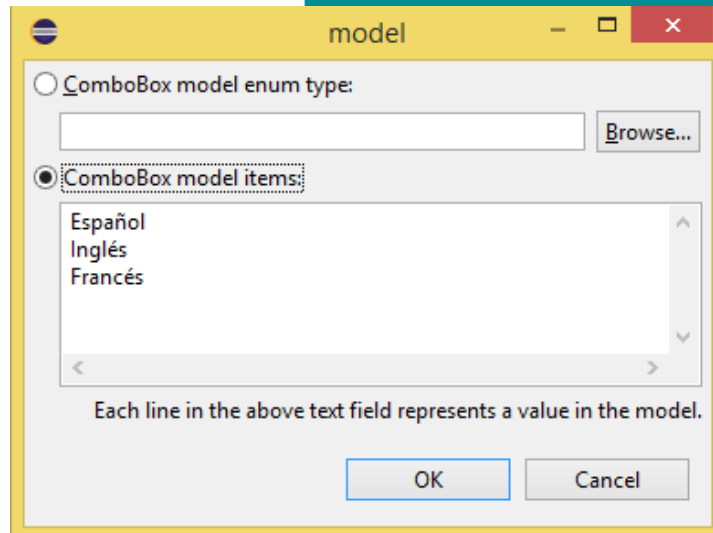 model
ComboBox model enum type:
Browse...
ComboBox model items:
Español
Inglés
Francés
Each line in the above text field represents a value in the model.
OK
Cancel